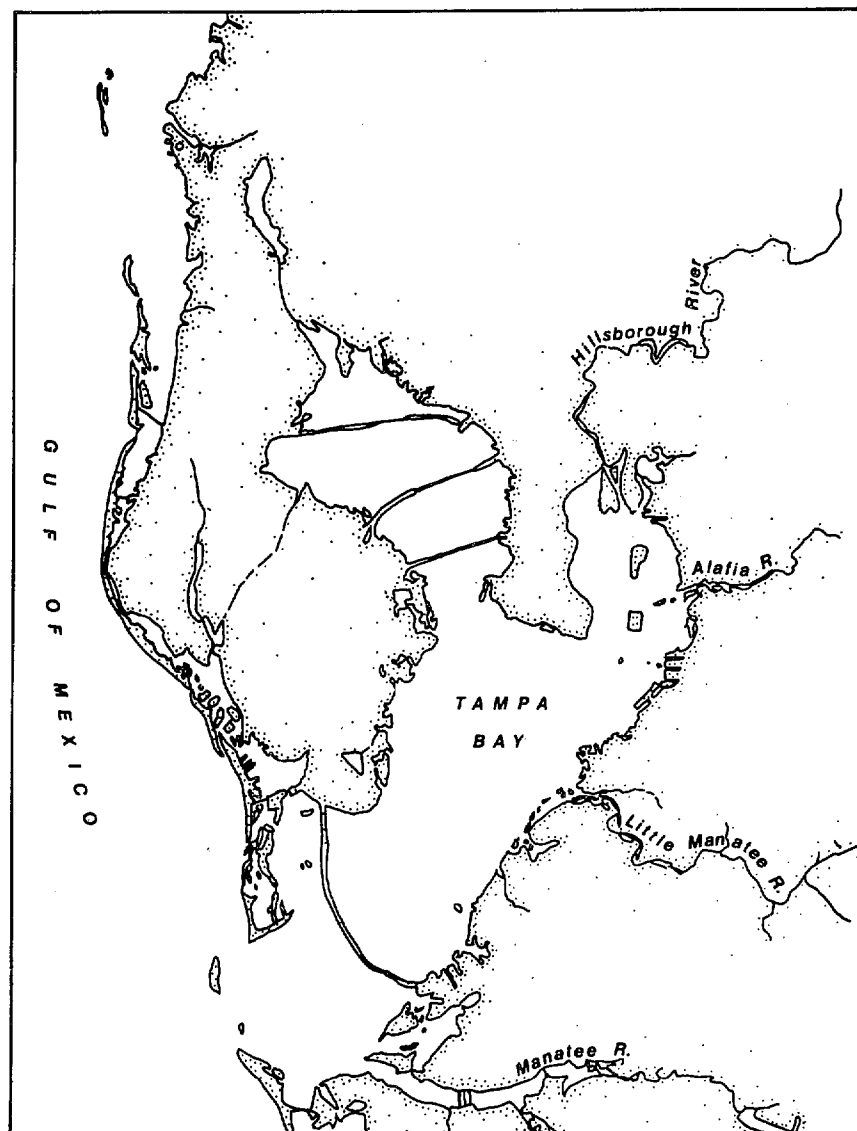 Hillsborough River
GULF OF MEXICO
Alafia R.
TAMPA
BAY
Little Manatee R.
Manatee R.